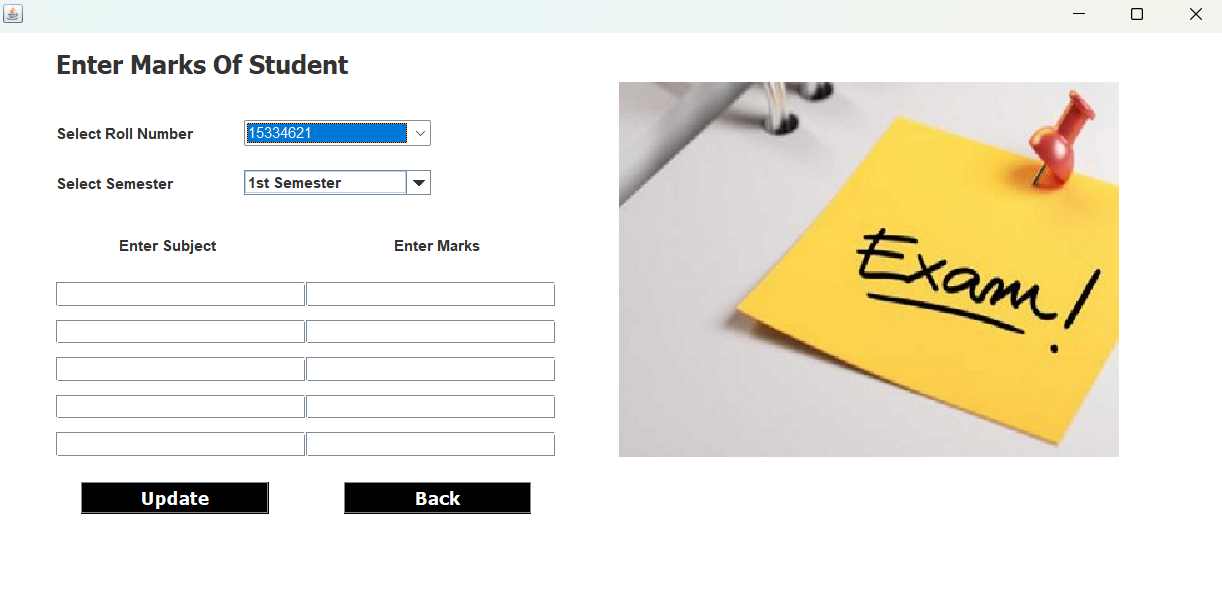 Enter Marks Of Student
Select Roll Number 15334621
Select Semester 1st Semester
Enter Subject Enter Marks
Exam!
Update Back